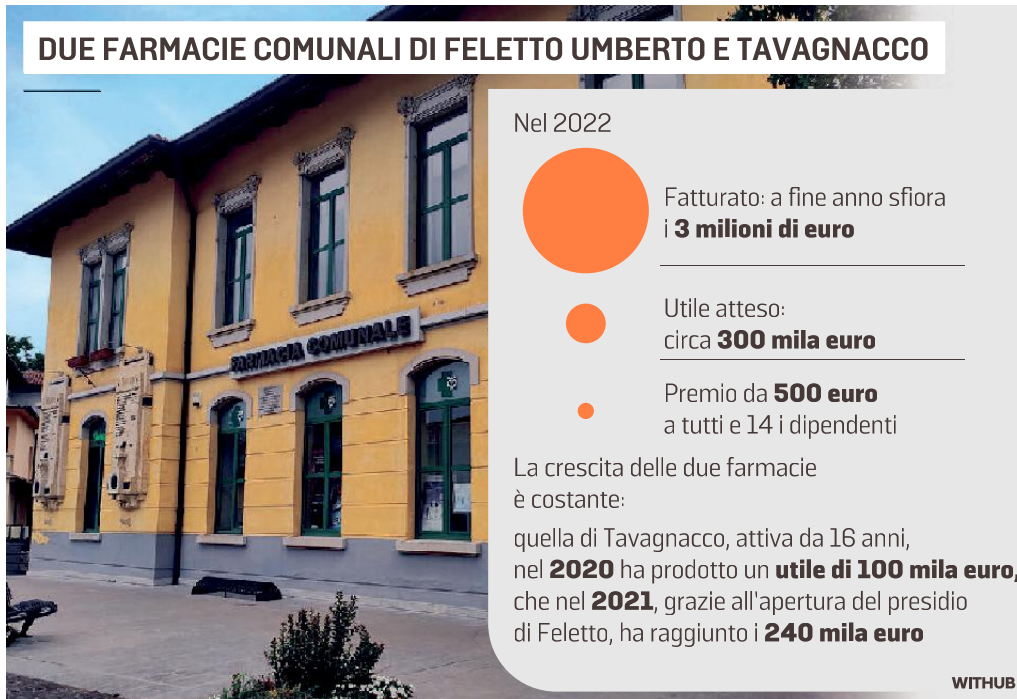 DUE FARMACIE COMUNALI DI FELETTO UMBERTO E TAVAGNACCO
Nel 2022
Fatturato: a fine anno sfiora
i 3 milioni di euro
Utile atteso:
circa 300 mila euro
Premio da 500 euro
a tutti e 14 i dipendenti
La crescita delle due farmacie
è costante:
quella di Tavagnacco, attiva da 16 anni,
nel 2020 ha prodotto un utile di 100 mila euro,
che nel 2021, grazie all'apertura del presidio
di Feletto, ha raggiunto i 240 mila euro
FARMACIA COMUNALE
WITHUB